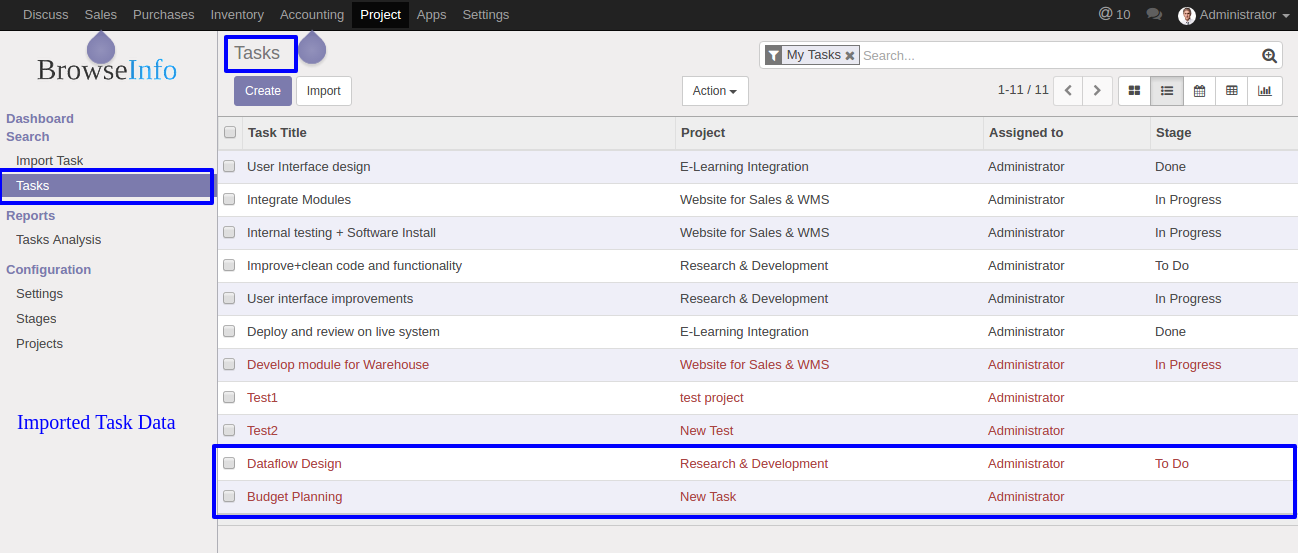 Discuss Sales Purchases Inventory Accounting Project Apps Settings @ 10 Administrator
BrowseInfo
Dashboard
Search
Import Task
Tasks
Reports
Tasks Analysis
Configuration
Settings
Stages
Projects
Imported Task Data
Tasks
My Tasks Search...
Create Import Action 1-11 / 11
Task Title Project Assigned to Stage
User Interface design E-Learning Integration Administrator Done
Integrate Modules Website for Sales & WMS Administrator In Progress
Internal testing + Software Install Website for Sales & WMS Administrator In Progress
Improve+clean code and functionality Research & Development Administrator To Do
User interface improvements Research & Development Administrator In Progress
Deploy and review on live system E-Learning Integration Administrator Done
Develop module for Warehouse Website for Sales & WMS Administrator In Progress
Test1 test project Administrator
Test2 New Test Administrator
Dataflow Design Research & Development Administrator To Do
Budget Planning New Task Administrator